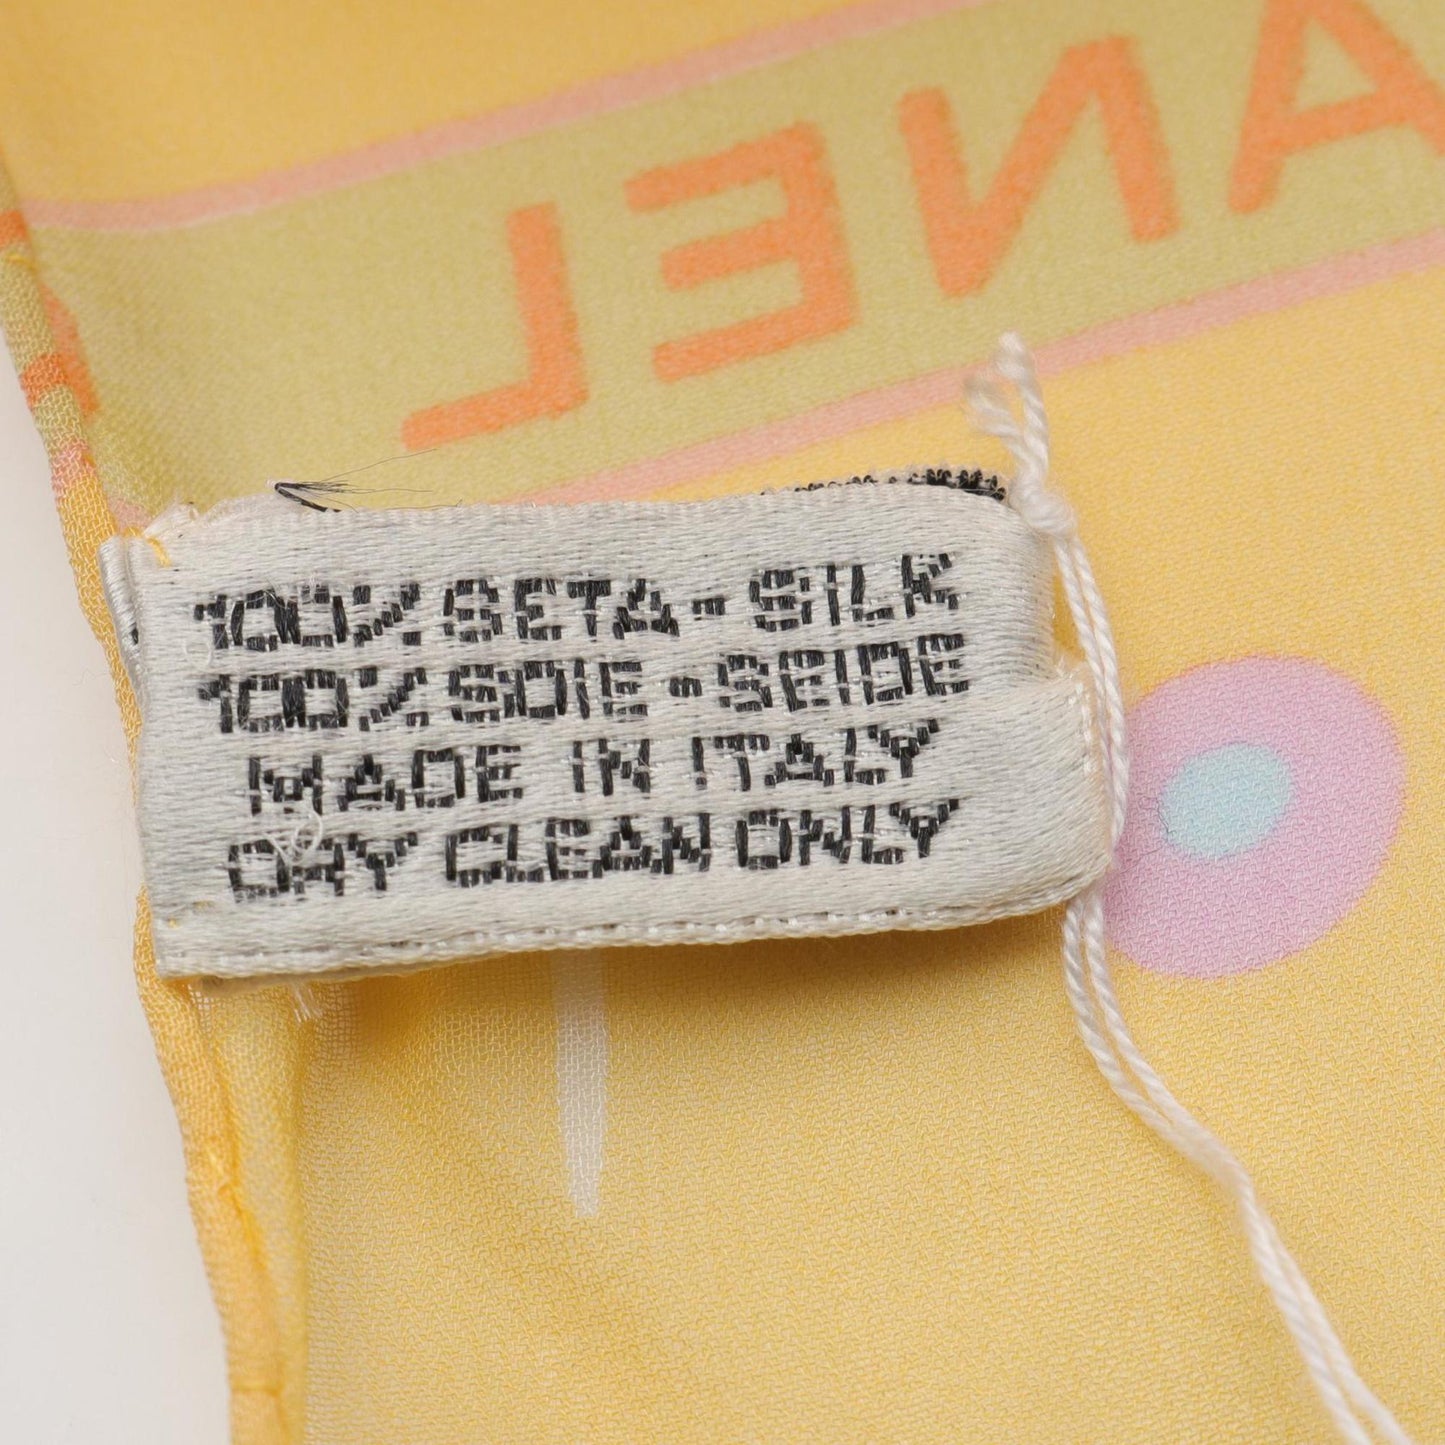 ANEL
100% SETA - SILK
100% SOIE - SEIDE
MADE IN ITALY
DRY CLEAN ONLY